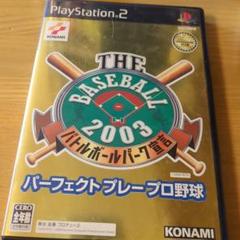 PlayStation 2
KONAMI
THE
BASEBALL
2003
バトルボールパーク宣言
パーフェクトプレープロ野球
CERO
全年齢
KONAMI